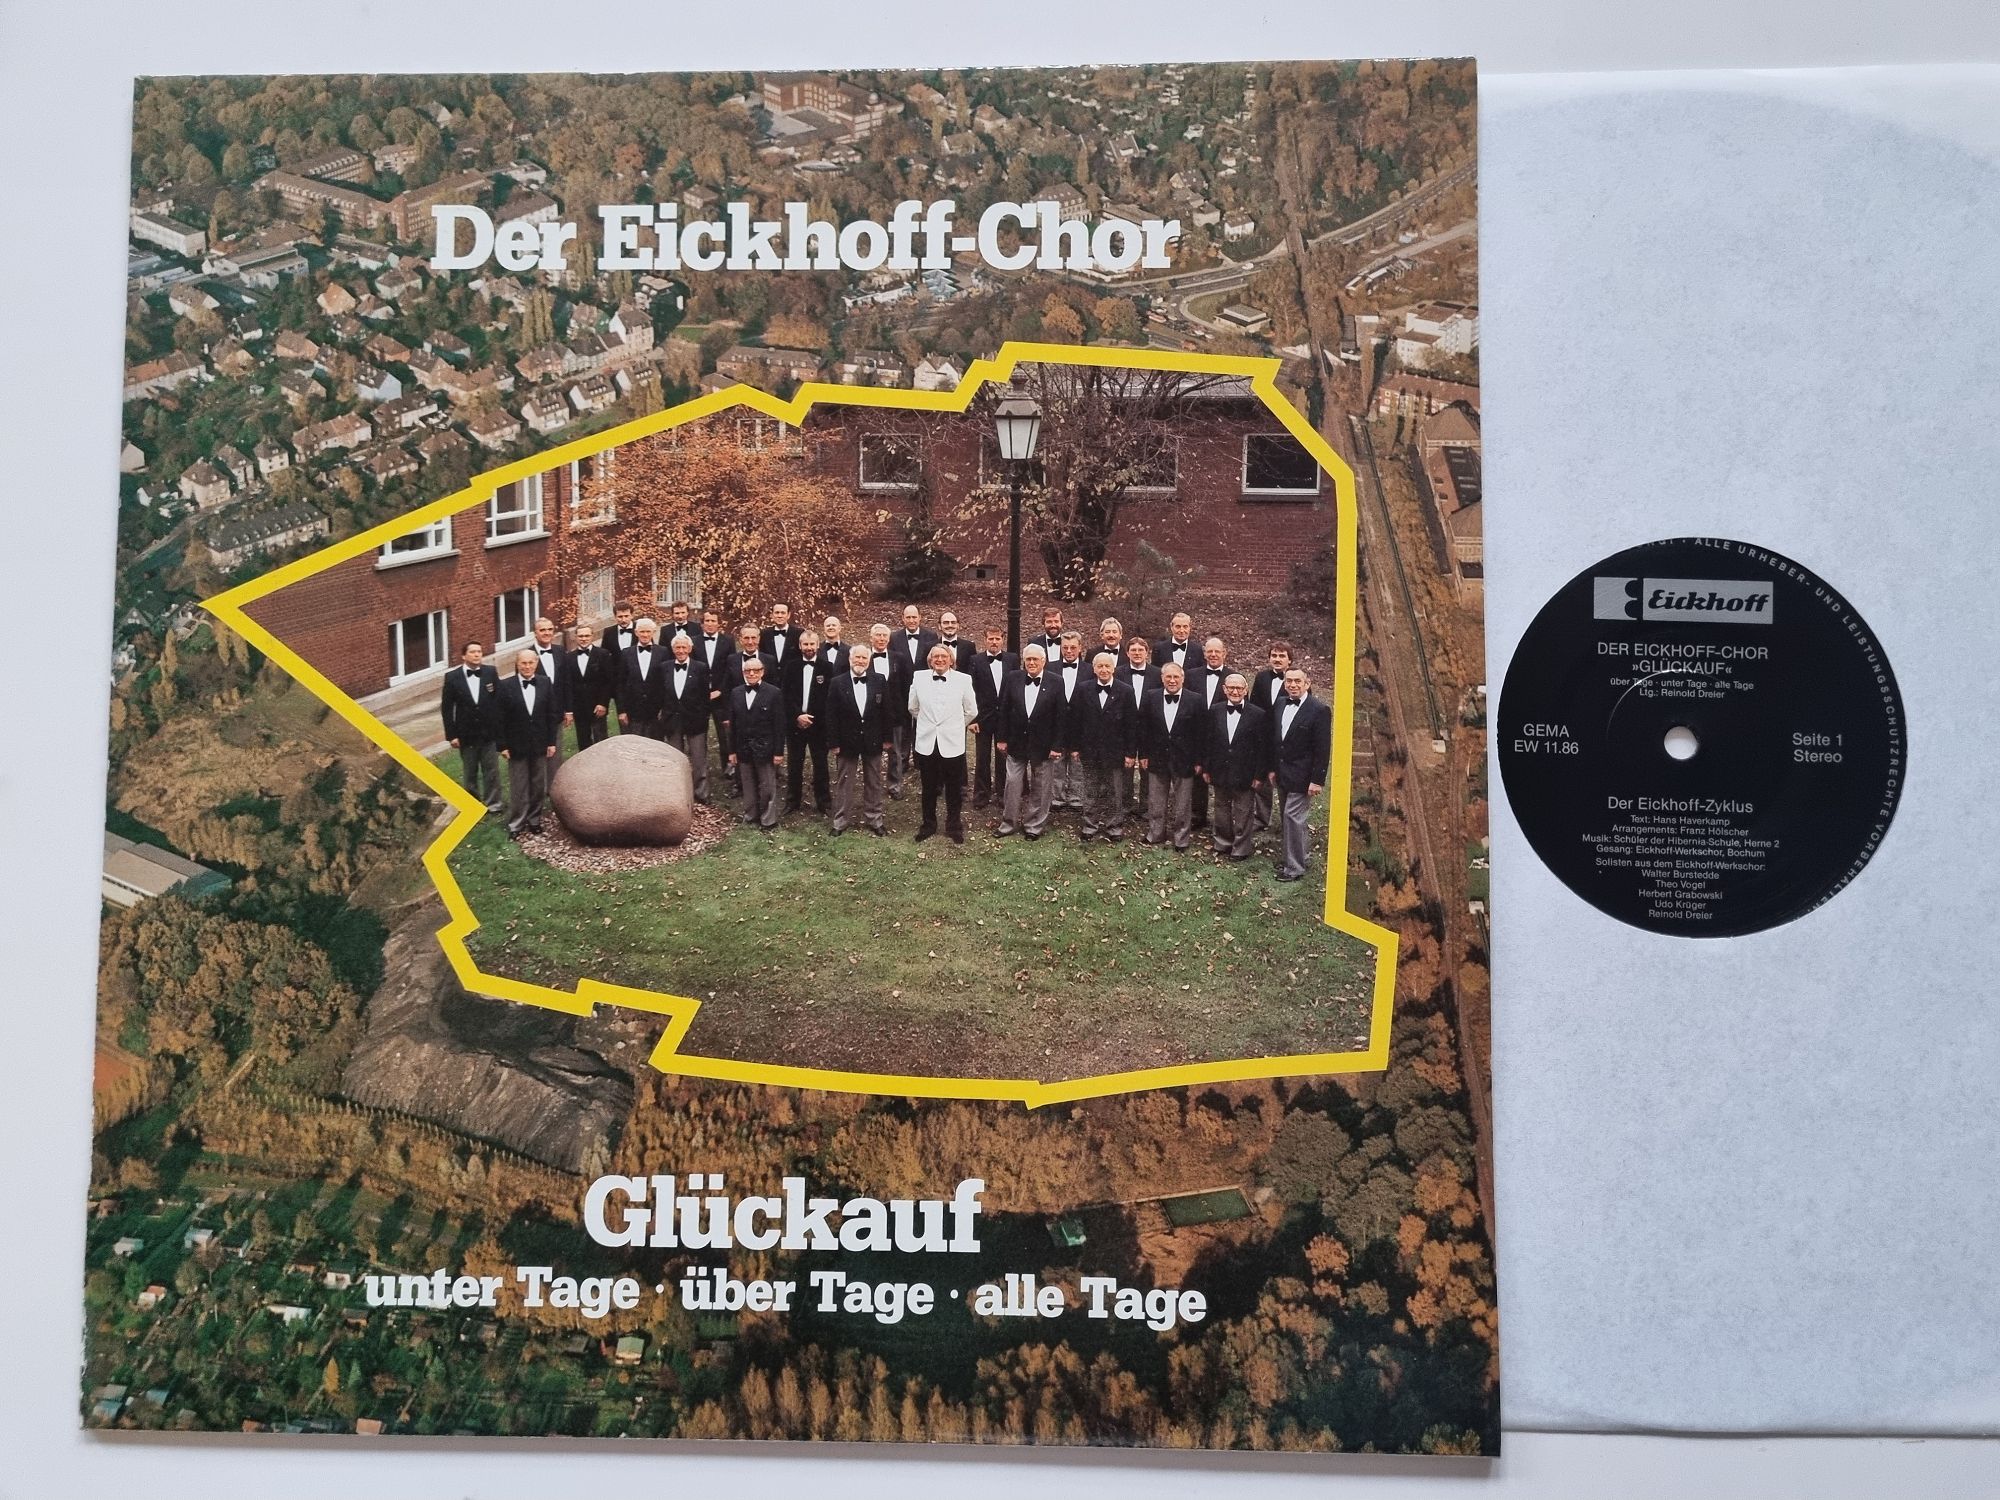 Der Eickhoff-Chor
Glückauf
unter Tage · über Tage · alle Tage
· ALLE URHEBER- UND LEISTUNGSSCHUTZRECHTE VORBEHALTEN
Eickhoff
DER EICKHOFF-CHOR
»GLÜCKAUF«
über Tage · unter Tage · alle Tage
Ltg.: Reinold Dreier
GEMA
EW 11.86
Seite 1
Stereo
Der Eickhoff-Zyklus
Text: Hans Haverkamp
Arrangements: Franz Hölscher
Musik: Schüler der Hibernia-Schule, Herne 2
Gesang: Eickhoff-Werkschor, Bochum
Solisten aus dem Eickhoff-Werkschor:
Walter Burstedde
Theo Vogel
Herbert Grabowski
Udo Krüger
Reinold Dreier